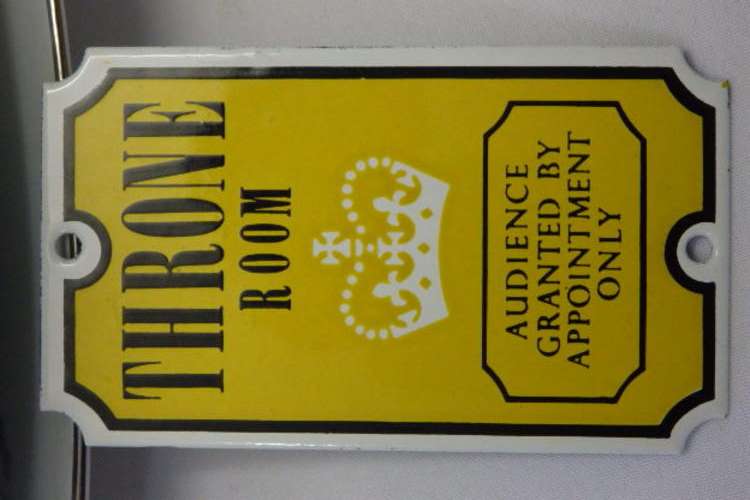 THRONE
ROOM
AUDIENCE
GRANTED BY
APPOINTMENT
ONLY